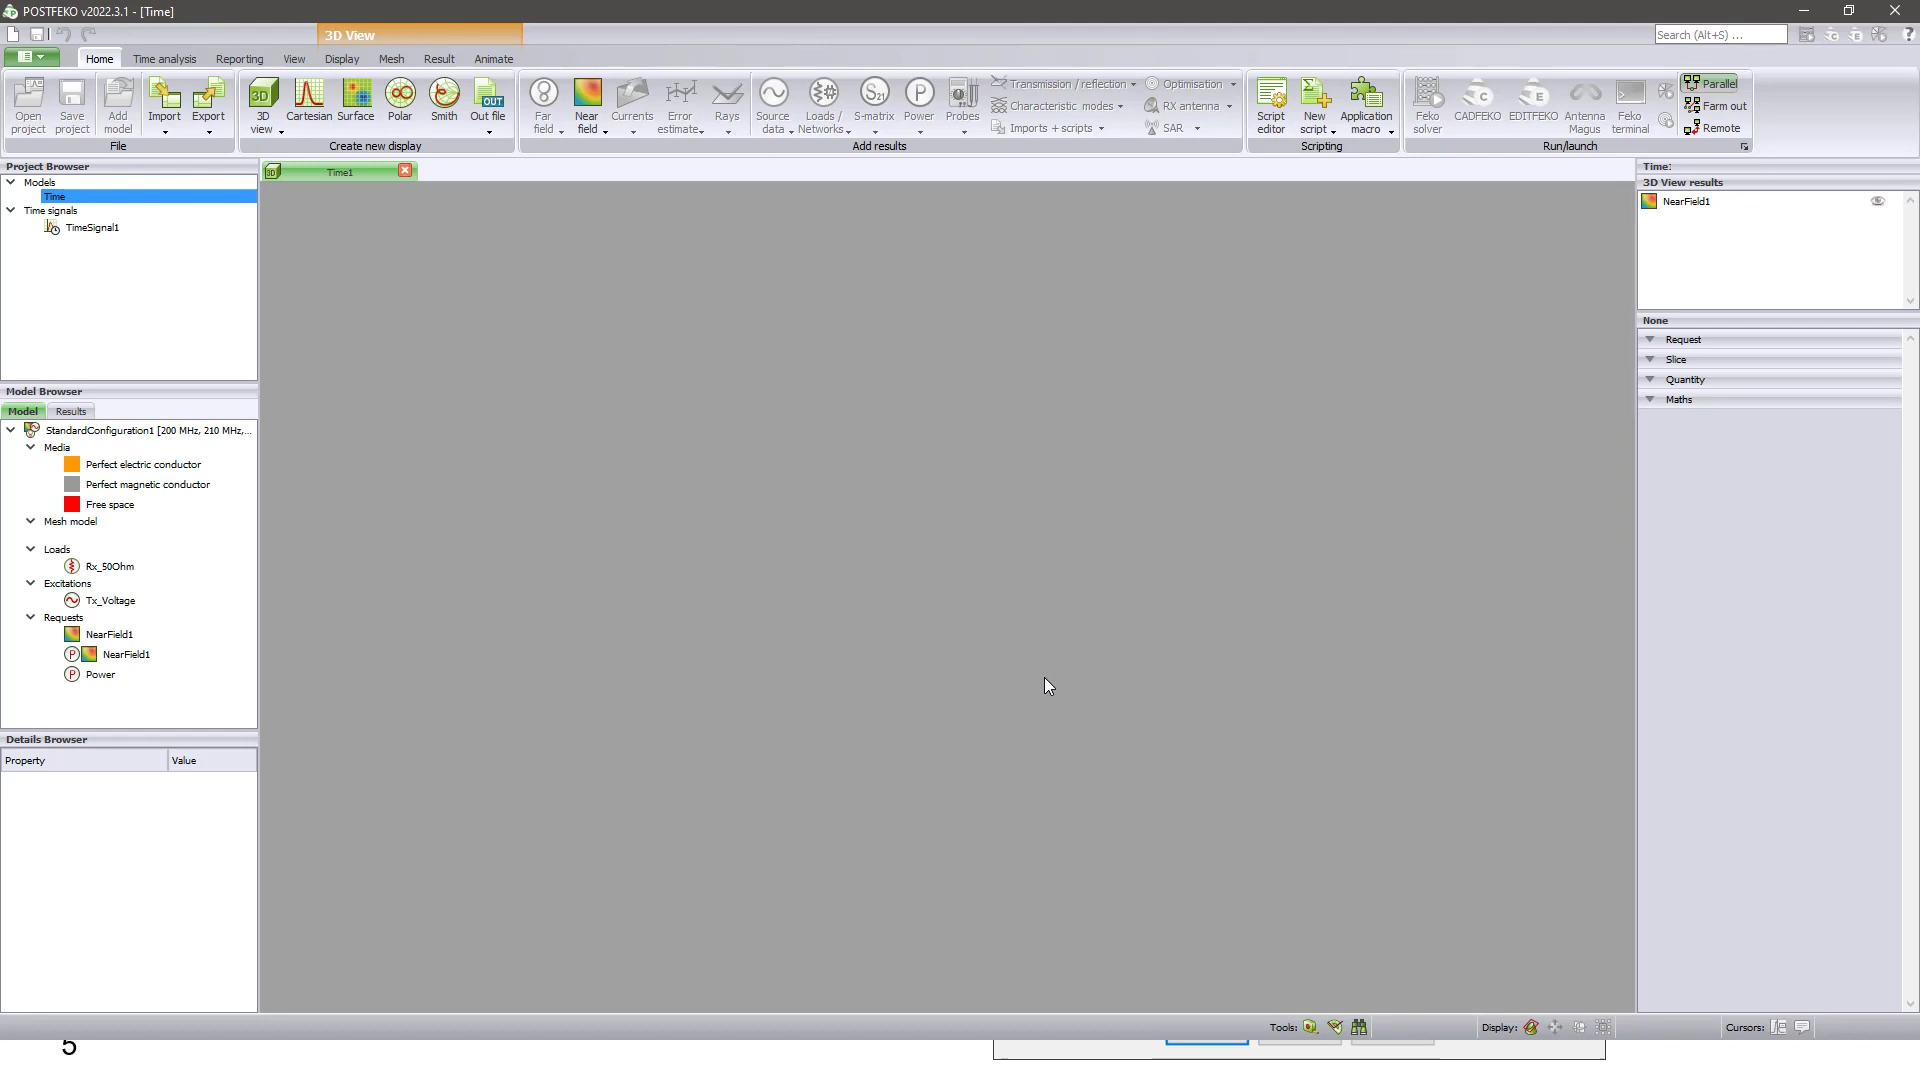 POSTFEKO v2022.3.1 - [Time]
3D View
Search (Alt+S) ...
Home
Time analysis
Reporting
View
Display
Mesh
Result
Animate
Open project
Save project
Add model
Import
Export
File
3D view
Cartesian
Surface
Polar
Smith
Out file
Create new display
Far field
Near field
Currents
Error estimate
Rays
Source data
Loads / Networks
S-matrix
Power
Probes
Transmission / reflection
Characteristic modes
Imports + scripts
Optimisation
RX antenna
SAR
Add results
Script editor
New script
Application macro
Scripting
Feko solver
CADFEKO
EDITFEKO
Antenna Magus
Feko terminal
Parallel
Farm out
Remote
Run/launch
Project Browser
Models
Time
Time signals
TimeSignal1
Time1
Time:
3D View results
NearField1
None
Request
Slice
Quantity
Maths
Model Browser
Model
Results
StandardConfiguration1 [200 MHz, 210 MHz,...
Media
Perfect electric conductor
Perfect magnetic conductor
Free space
Mesh model
Loads
Rx_50Ohm
Excitations
Tx_Voltage
Requests
NearField1
NearField1
Power
Details Browser
Property
Value
Tools:
Display:
Cursors:
5